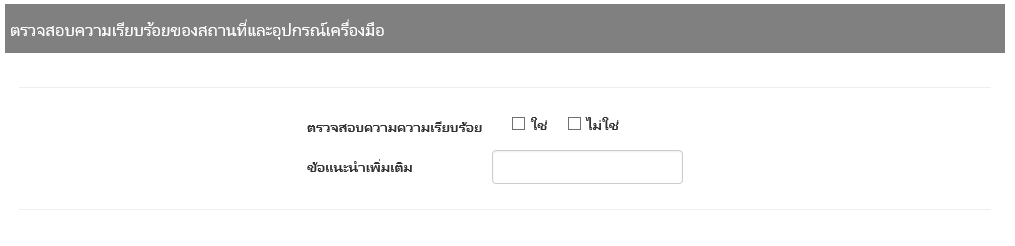 ตรวจสอบความเรียบร้อยของสถานที่และอุปกรณ์เครื่องมือ
ตรวจสอบความความเรียบร้อย ใช่ ไม่ใช่
ข้อแนะนำเพิ่มเติม